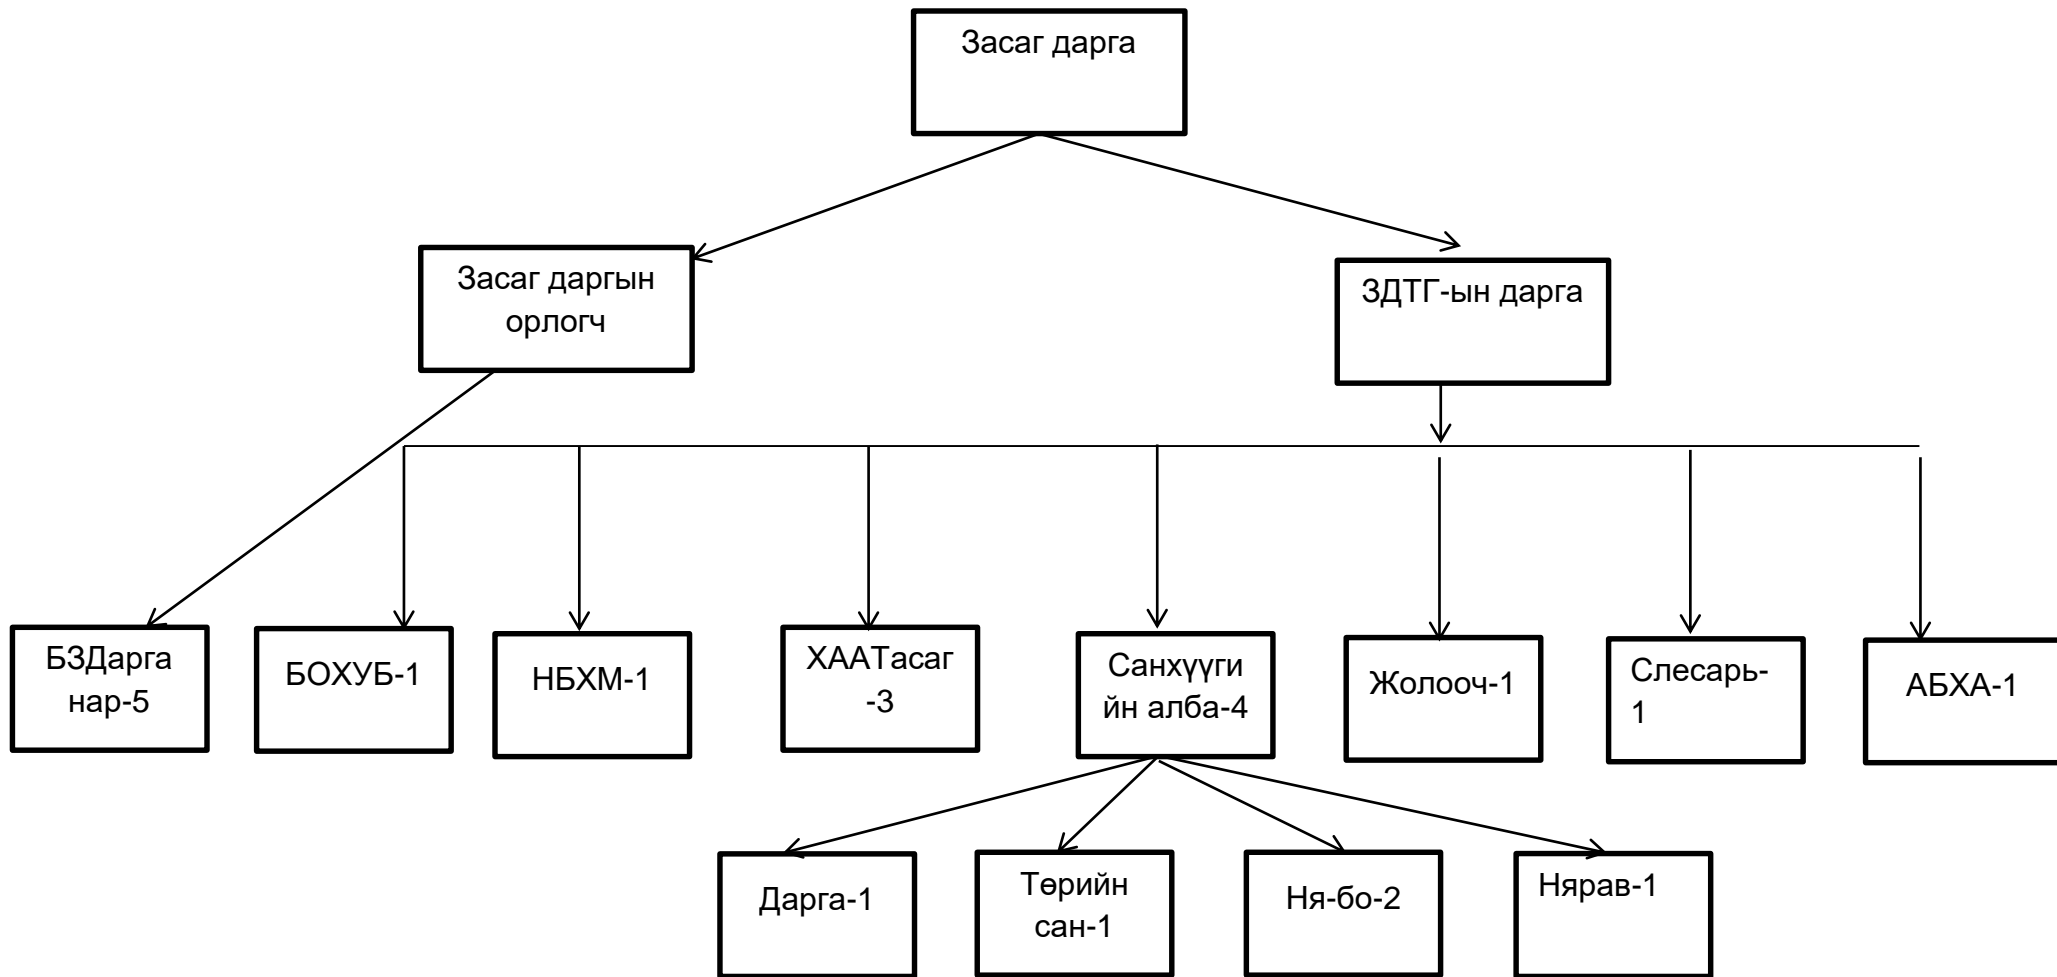 Засаг дарга
Засаг даргын
орлогч
ЗДТГ-ын дарга
БЗДарга
нар-5
БОХУБ-1
НБХМ-1
ХААТасаг
-3
Санхүүги
йн алба-4
Жолооч-1
Слесарь-
1
АБХА-1
Дарга-1
Төрийн
сан-1
Ня-бо-2
Нярав-1